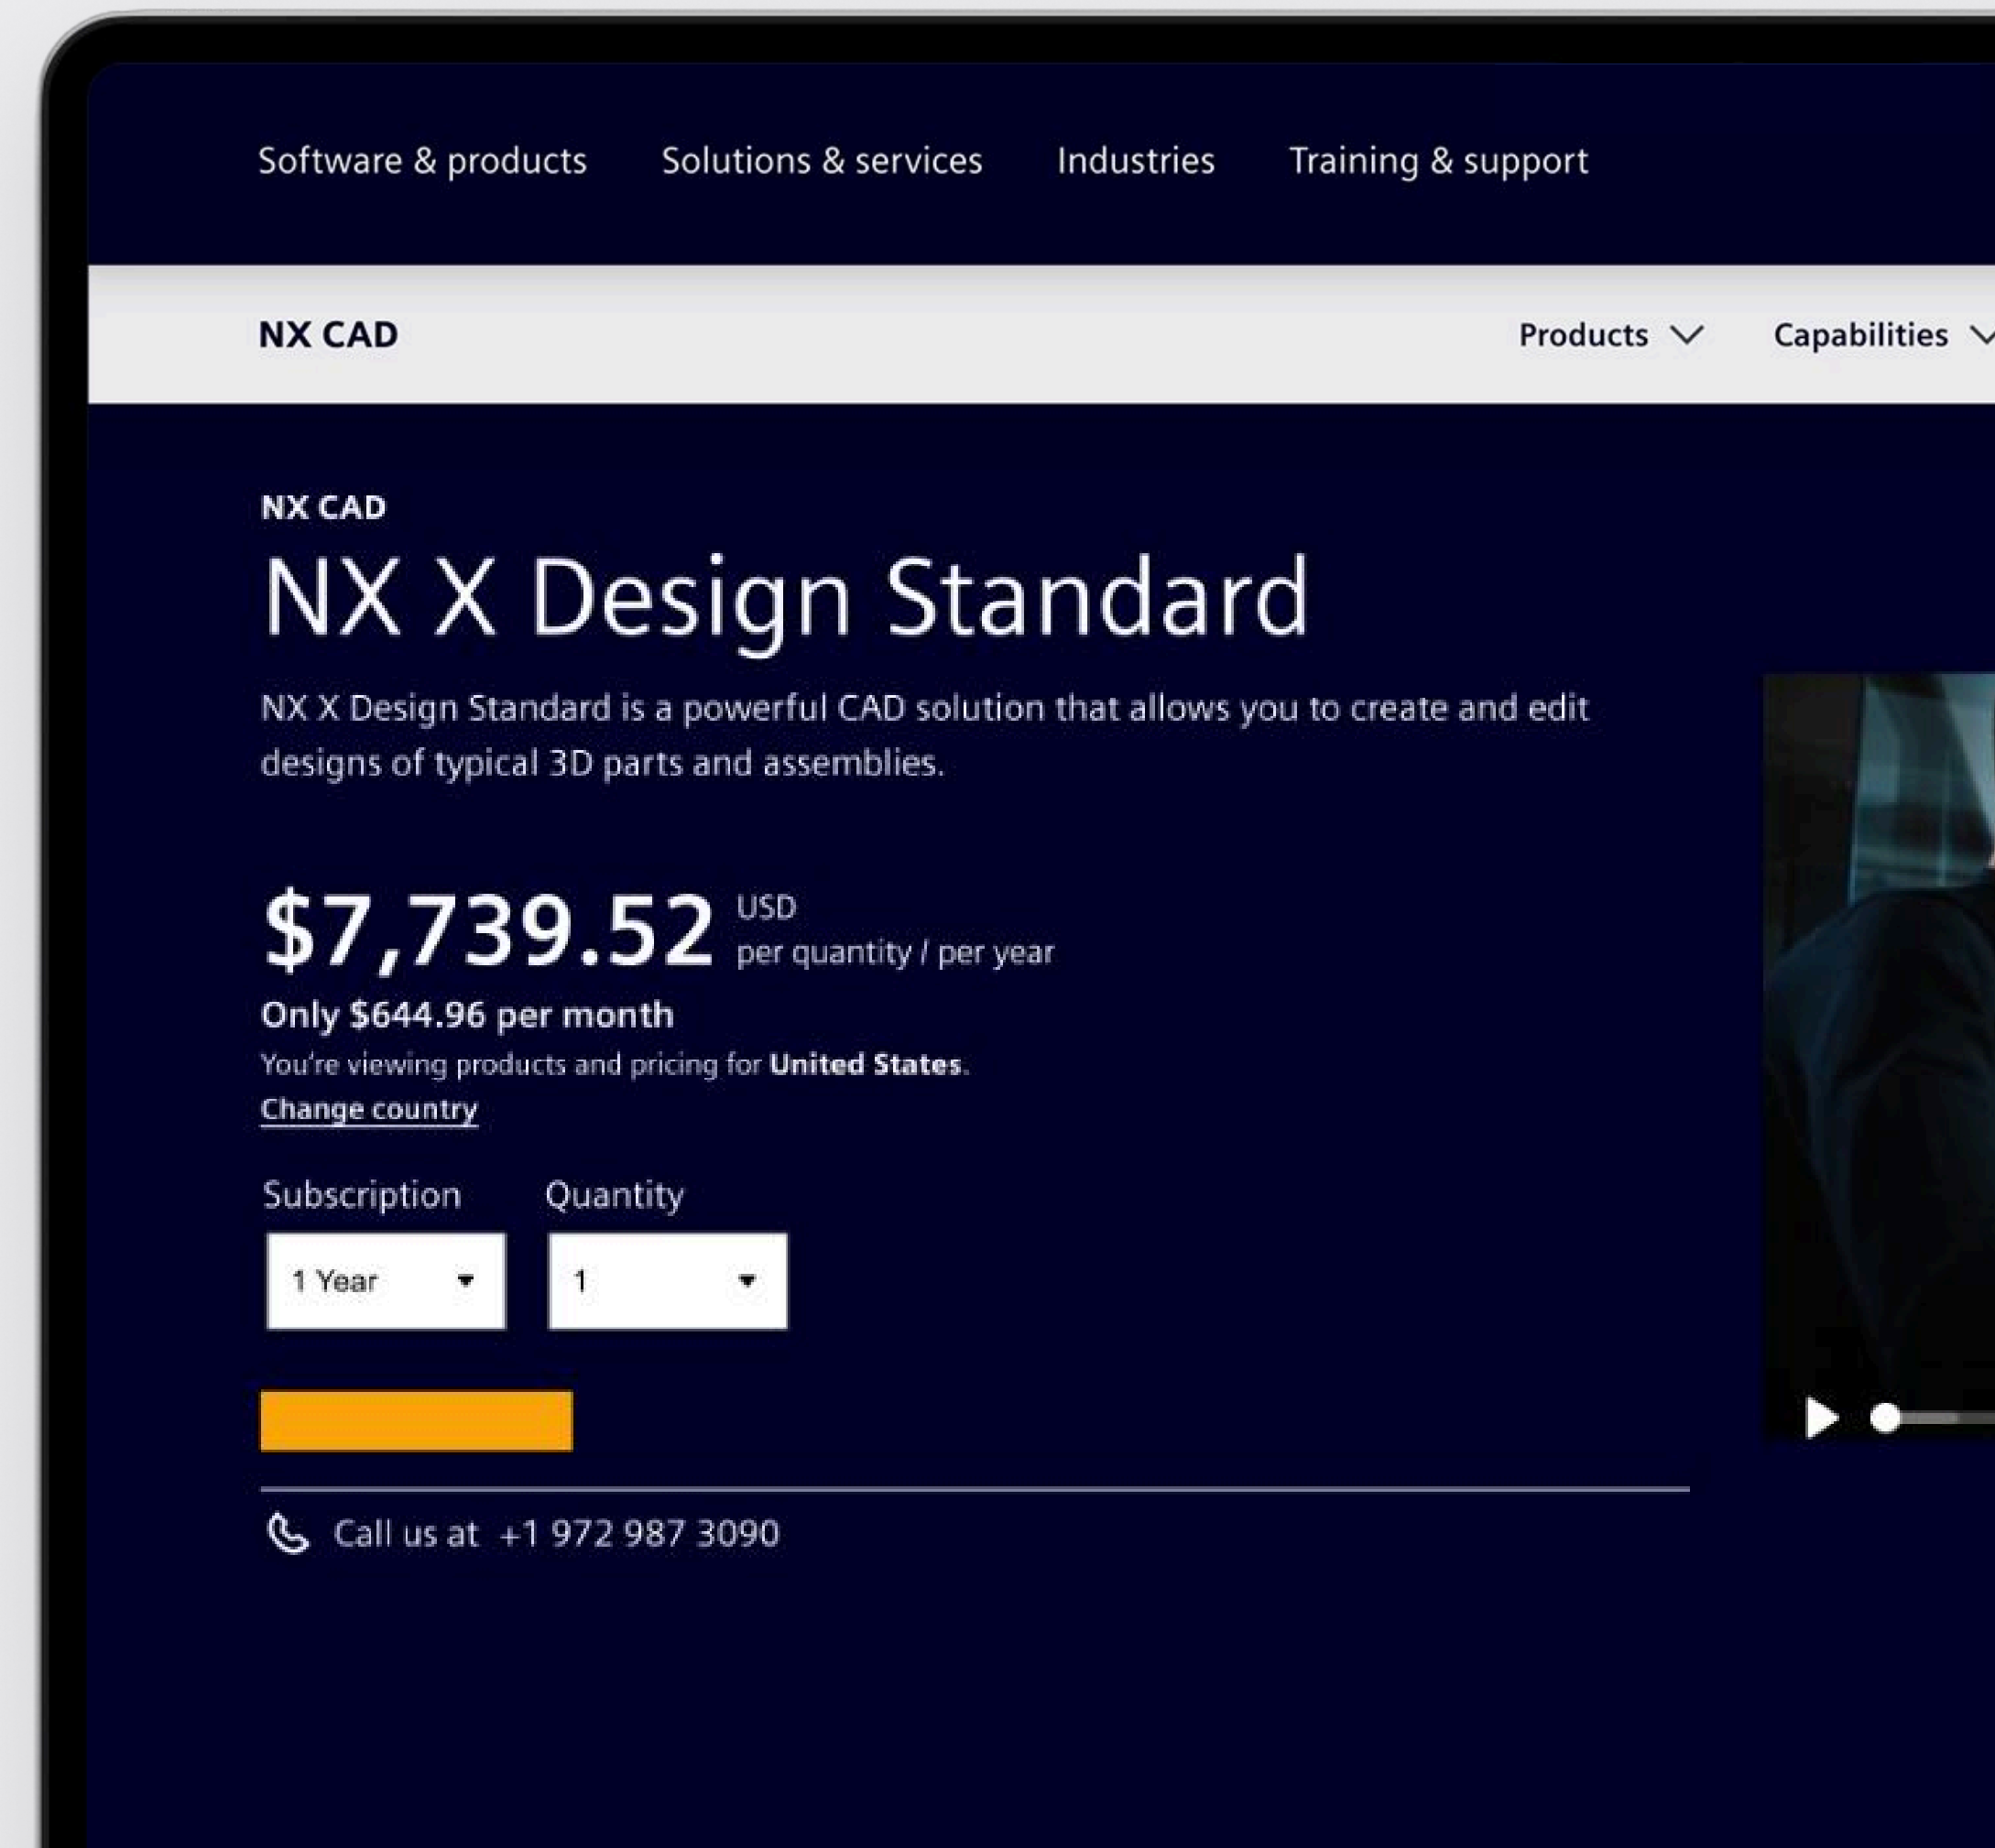 Software & products Solutions & services Industries Training & support
NX CAD Products Capabilities
NX CAD
NX X Design Standard
NX X Design Standard is a powerful CAD solution that allows you to create and edit
designs of typical 3D parts and assemblies.
$7,739.52 USD
per quantity / per year
Only $644.96 per month
You're viewing products and pricing for United States.
Change country
Subscription Quantity
1 Year 1
Call us at +1 972 987 3090